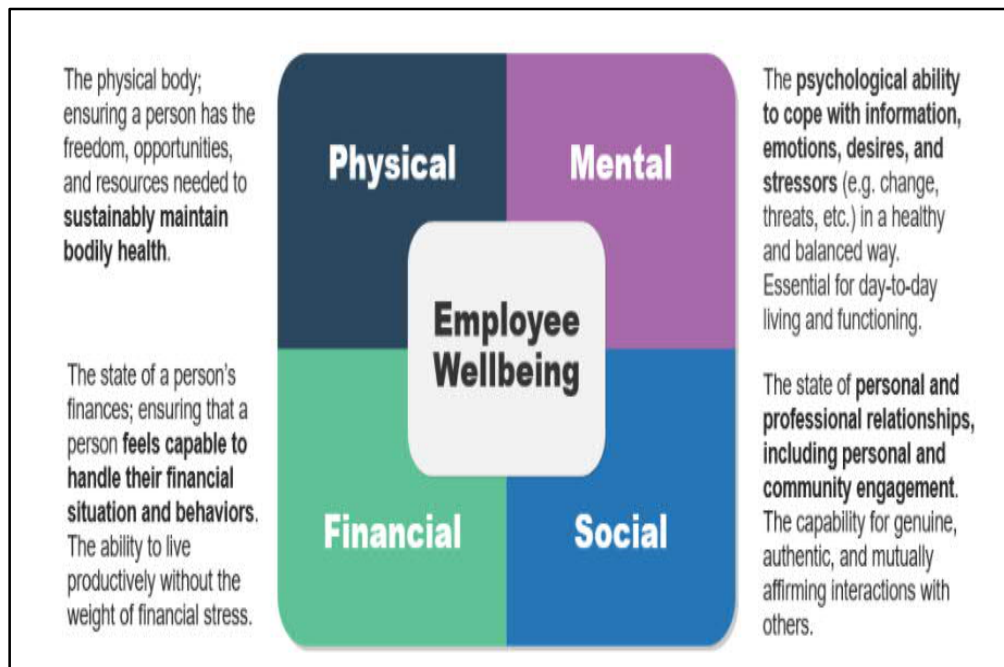 The physical body;
ensuring a person has the
freedom, opportunities,
and resources needed to
sustainably maintain
bodily health.
Physical
Mental
The psychological ability
to cope with information,
emotions, desires, and
stressors (e.g. change,
threats, etc.) in a healthy
and balanced way.
Essential for day-to-day
living and functioning.
Employee
Wellbeing
The state of a person's
finances; ensuring that a
person feels capable to
handle their financial
situation and behaviors.
The ability to live
productively without the
weight of financial stress.
Financial
Social
The state of personal and
professional relationships,
including personal and
community engagement.
The capability for genuine,
authentic, and mutually
affirming interactions with
others.